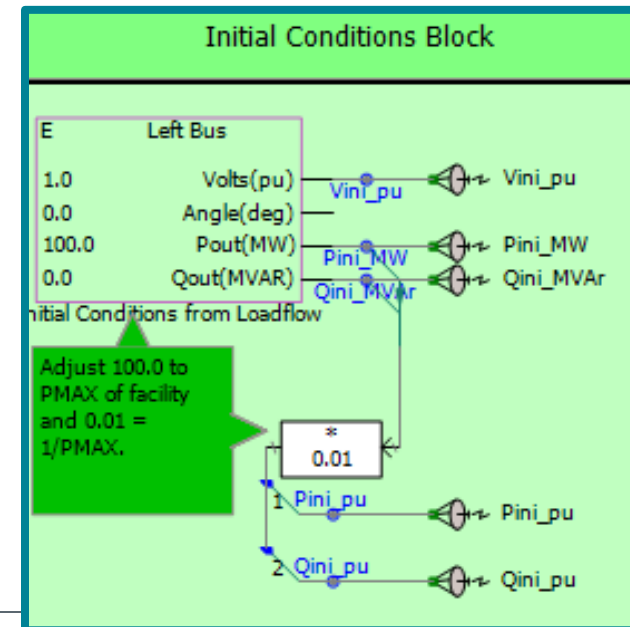 Initial Conditions Block
E Left Bus
1.0 Volts(pu) Vini_pu Vini_pu
0.0 Angle(deg)
100.0 Pout(MW) Pini_MW Pini_MW
0.0 Qout(MVAR) Qini_MVAr Qini_MVAr
nitial Conditions from Loadflow
Adjust 100.0 to
PMAX of facility
and 0.01 =
1/PMAX.
*
0.01
1 Pini_pu Pini_pu
2 Qini_pu Qini_pu